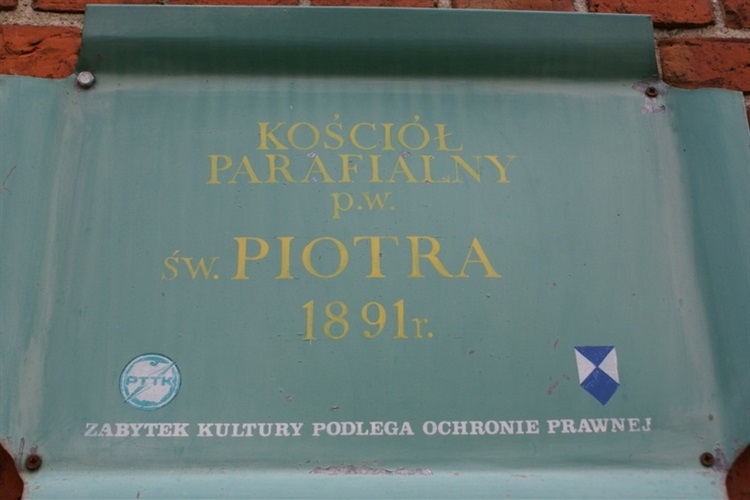 KOŚCIÓŁ
PARAFIALNY
p.w.
ŚW. PIOTRA
1891r.
PTTK
ZABYTEK KULTURY PODLEGA OCHRONIE PRAWNEJ